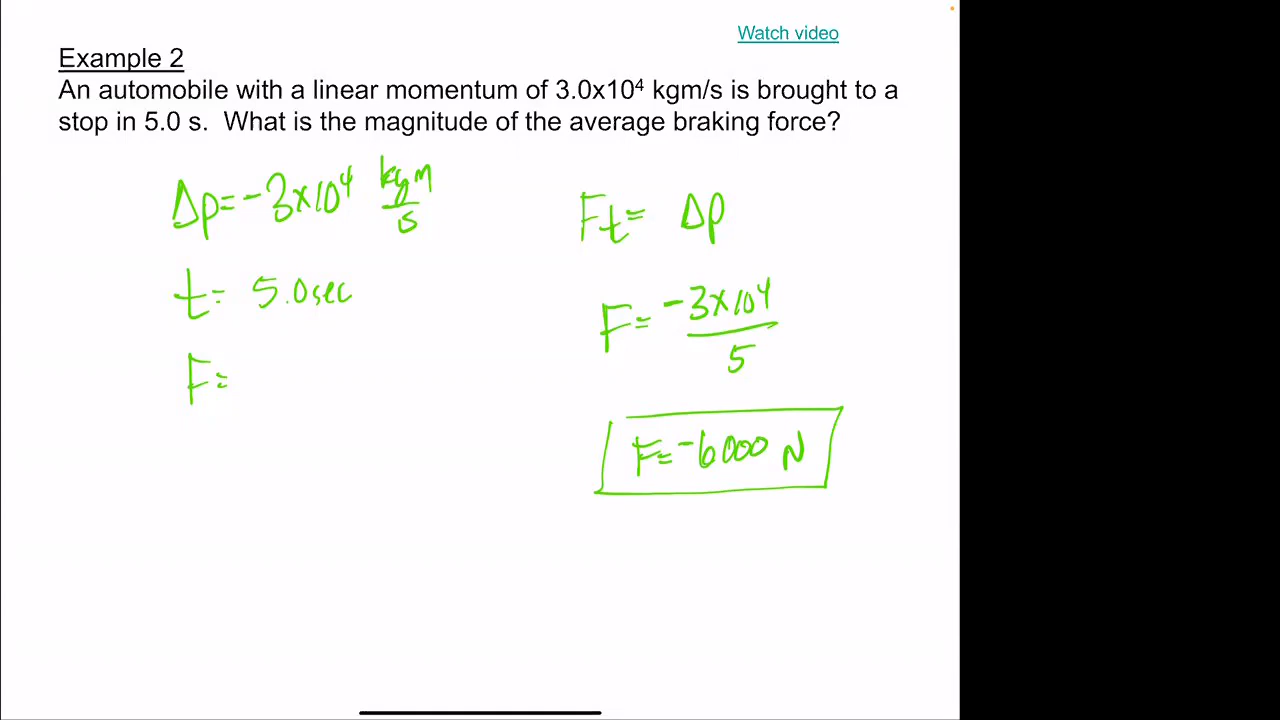 Watch video
Example 2
An automobile with a linear momentum of 3.0x10⁴ kgm/s is brought to a
stop in 5.0 s. What is the magnitude of the average braking force?
Δp = -3x10⁴ kgm/s
t = 5.0 sec
F =
Ft = Δp
F = -3x10⁴/5
F = -6000 N